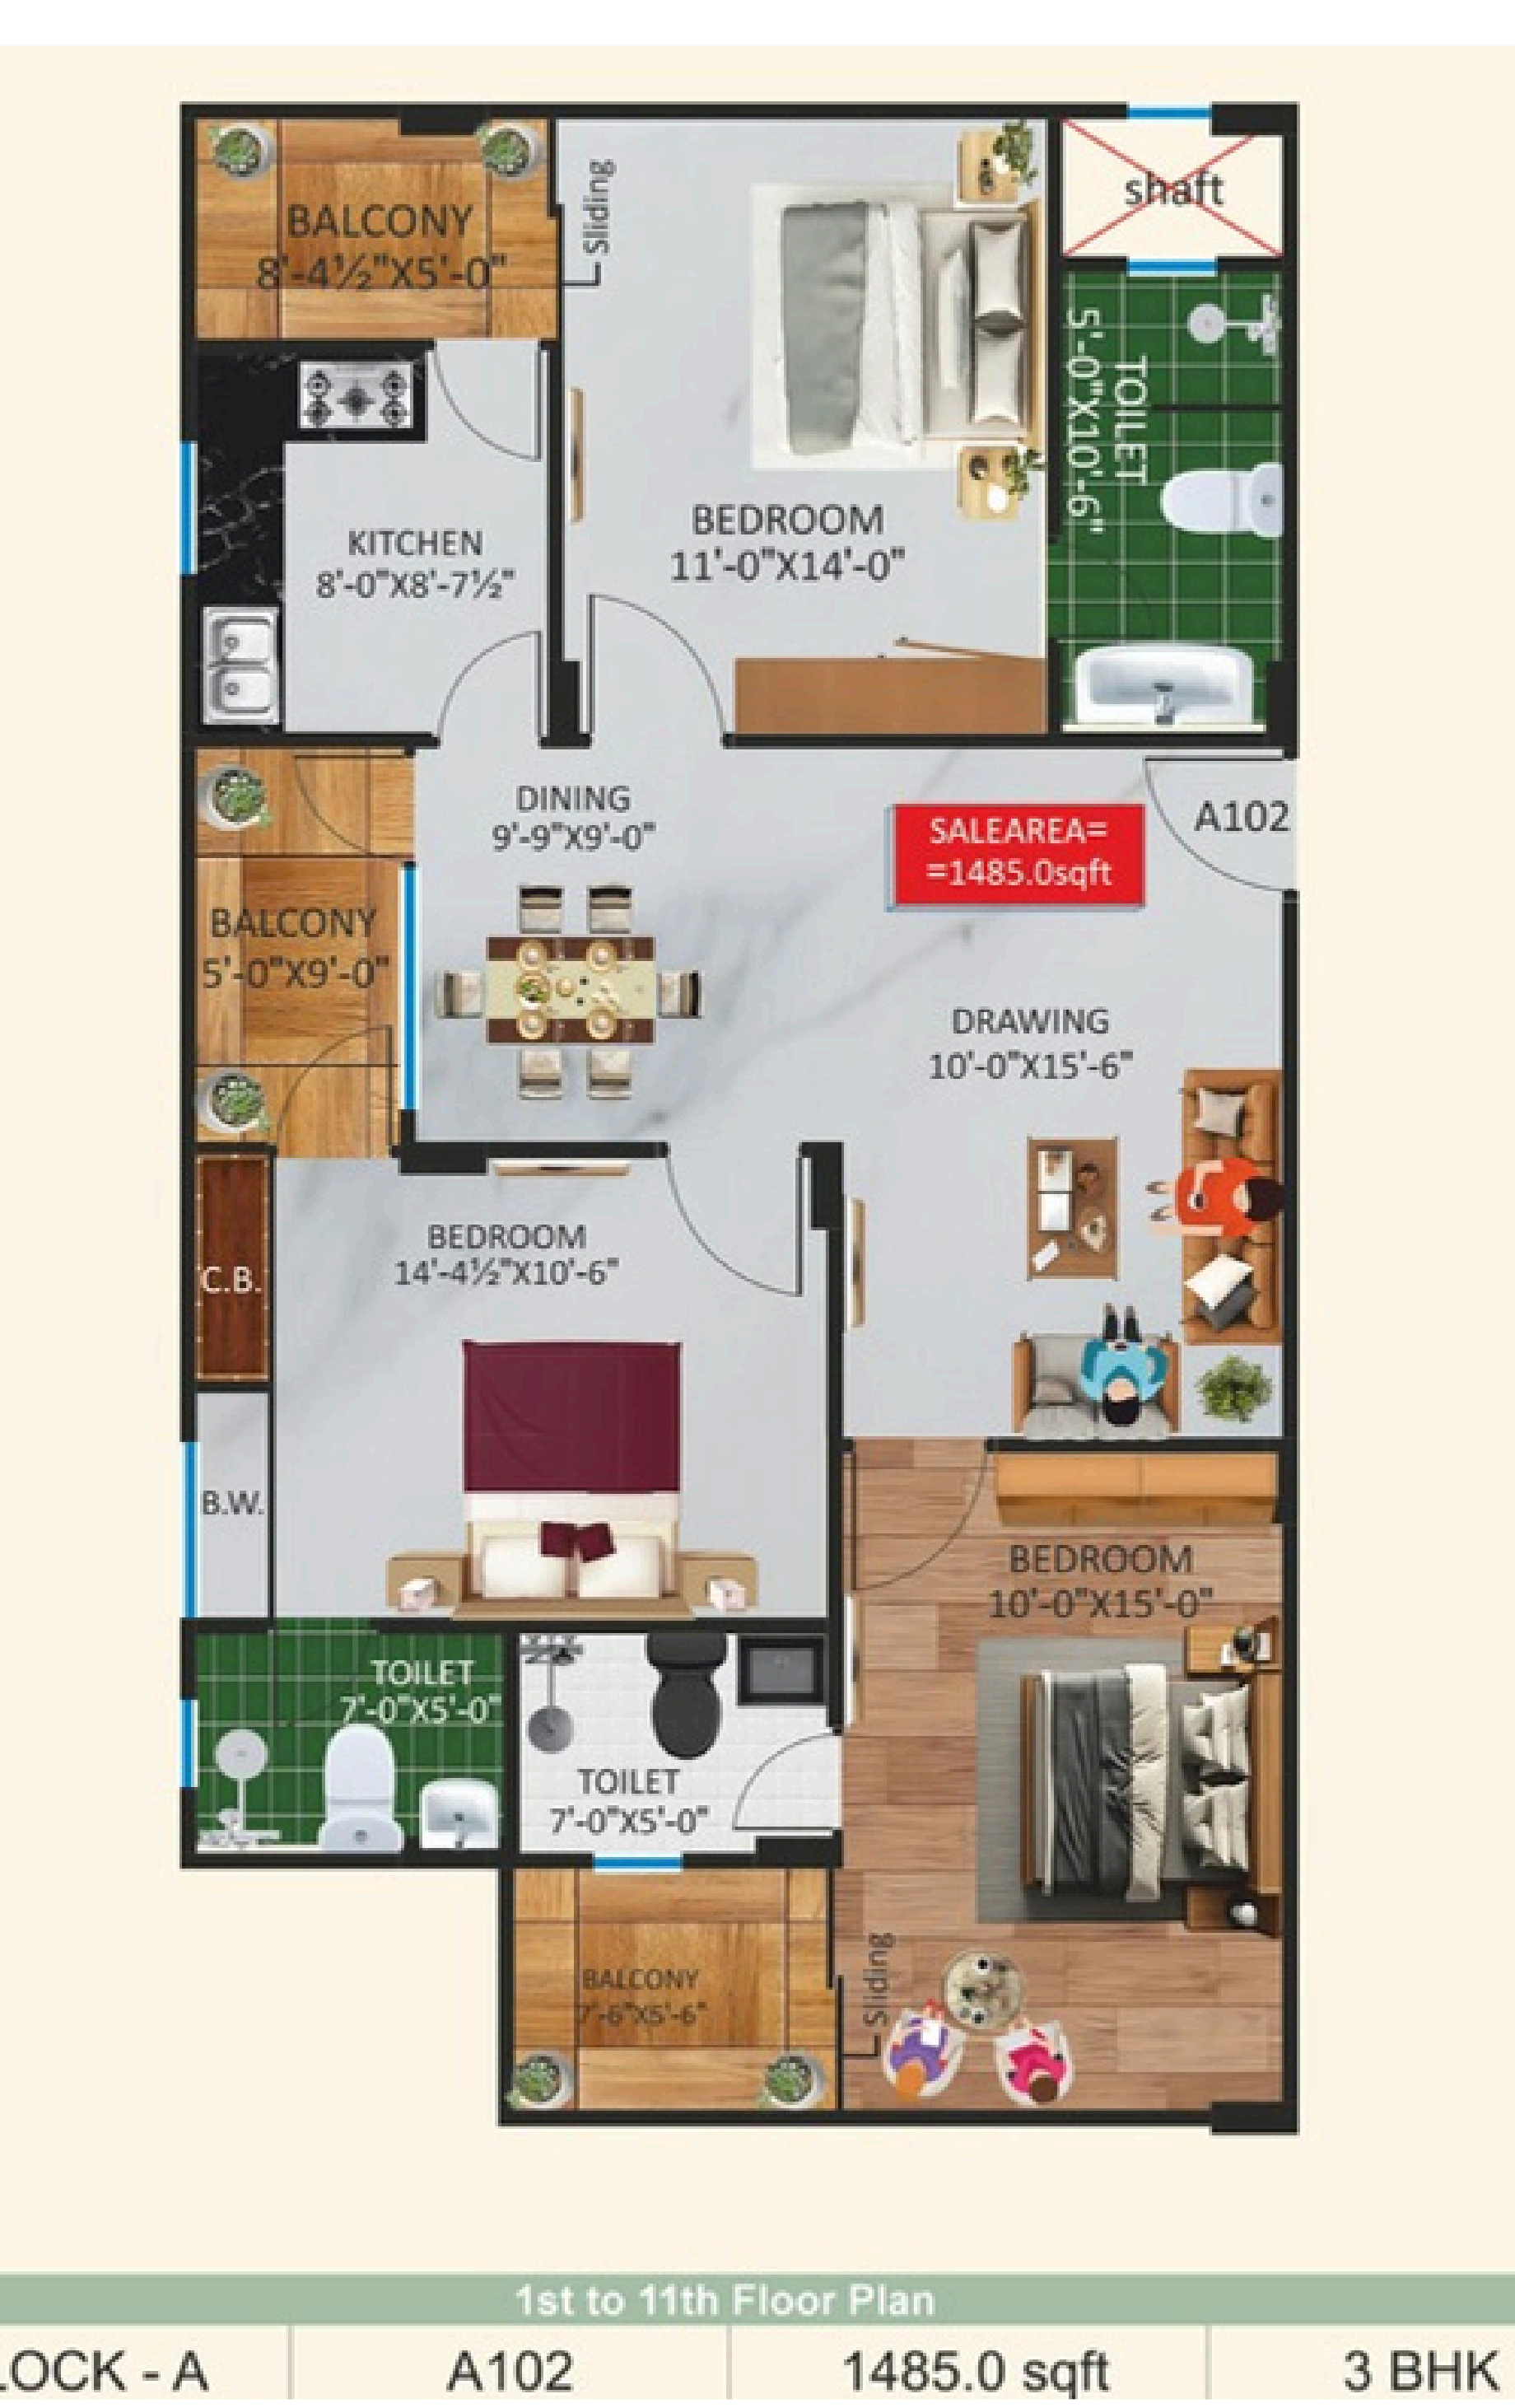 BALCONY
8'-4½"X5'-0"
Sliding
shaft
TOILET
5'-0"X10'-6"
BEDROOM
11'-0"X14'-0"
KITCHEN
8'-0"X8'-7½"
DINING
9'-9"X9'-0"
SALEAREA=
=1485.0sqft
A102
BALCONY
5'-0"X9'-0"
DRAWING
10'-0"X15'-6"
BEDROOM
14'-4½"X10'-6"
C.B.
B.W.
BEDROOM
10'-0"X15'-0"
TOILET
7'-0"X5'-0"
TOILET
7'-0"X5'-0"
BALCONY
7'-6"X5'-6"
Sliding
1st to 11th Floor Plan
LOCK - A A102 1485.0 sqft 3 BHK